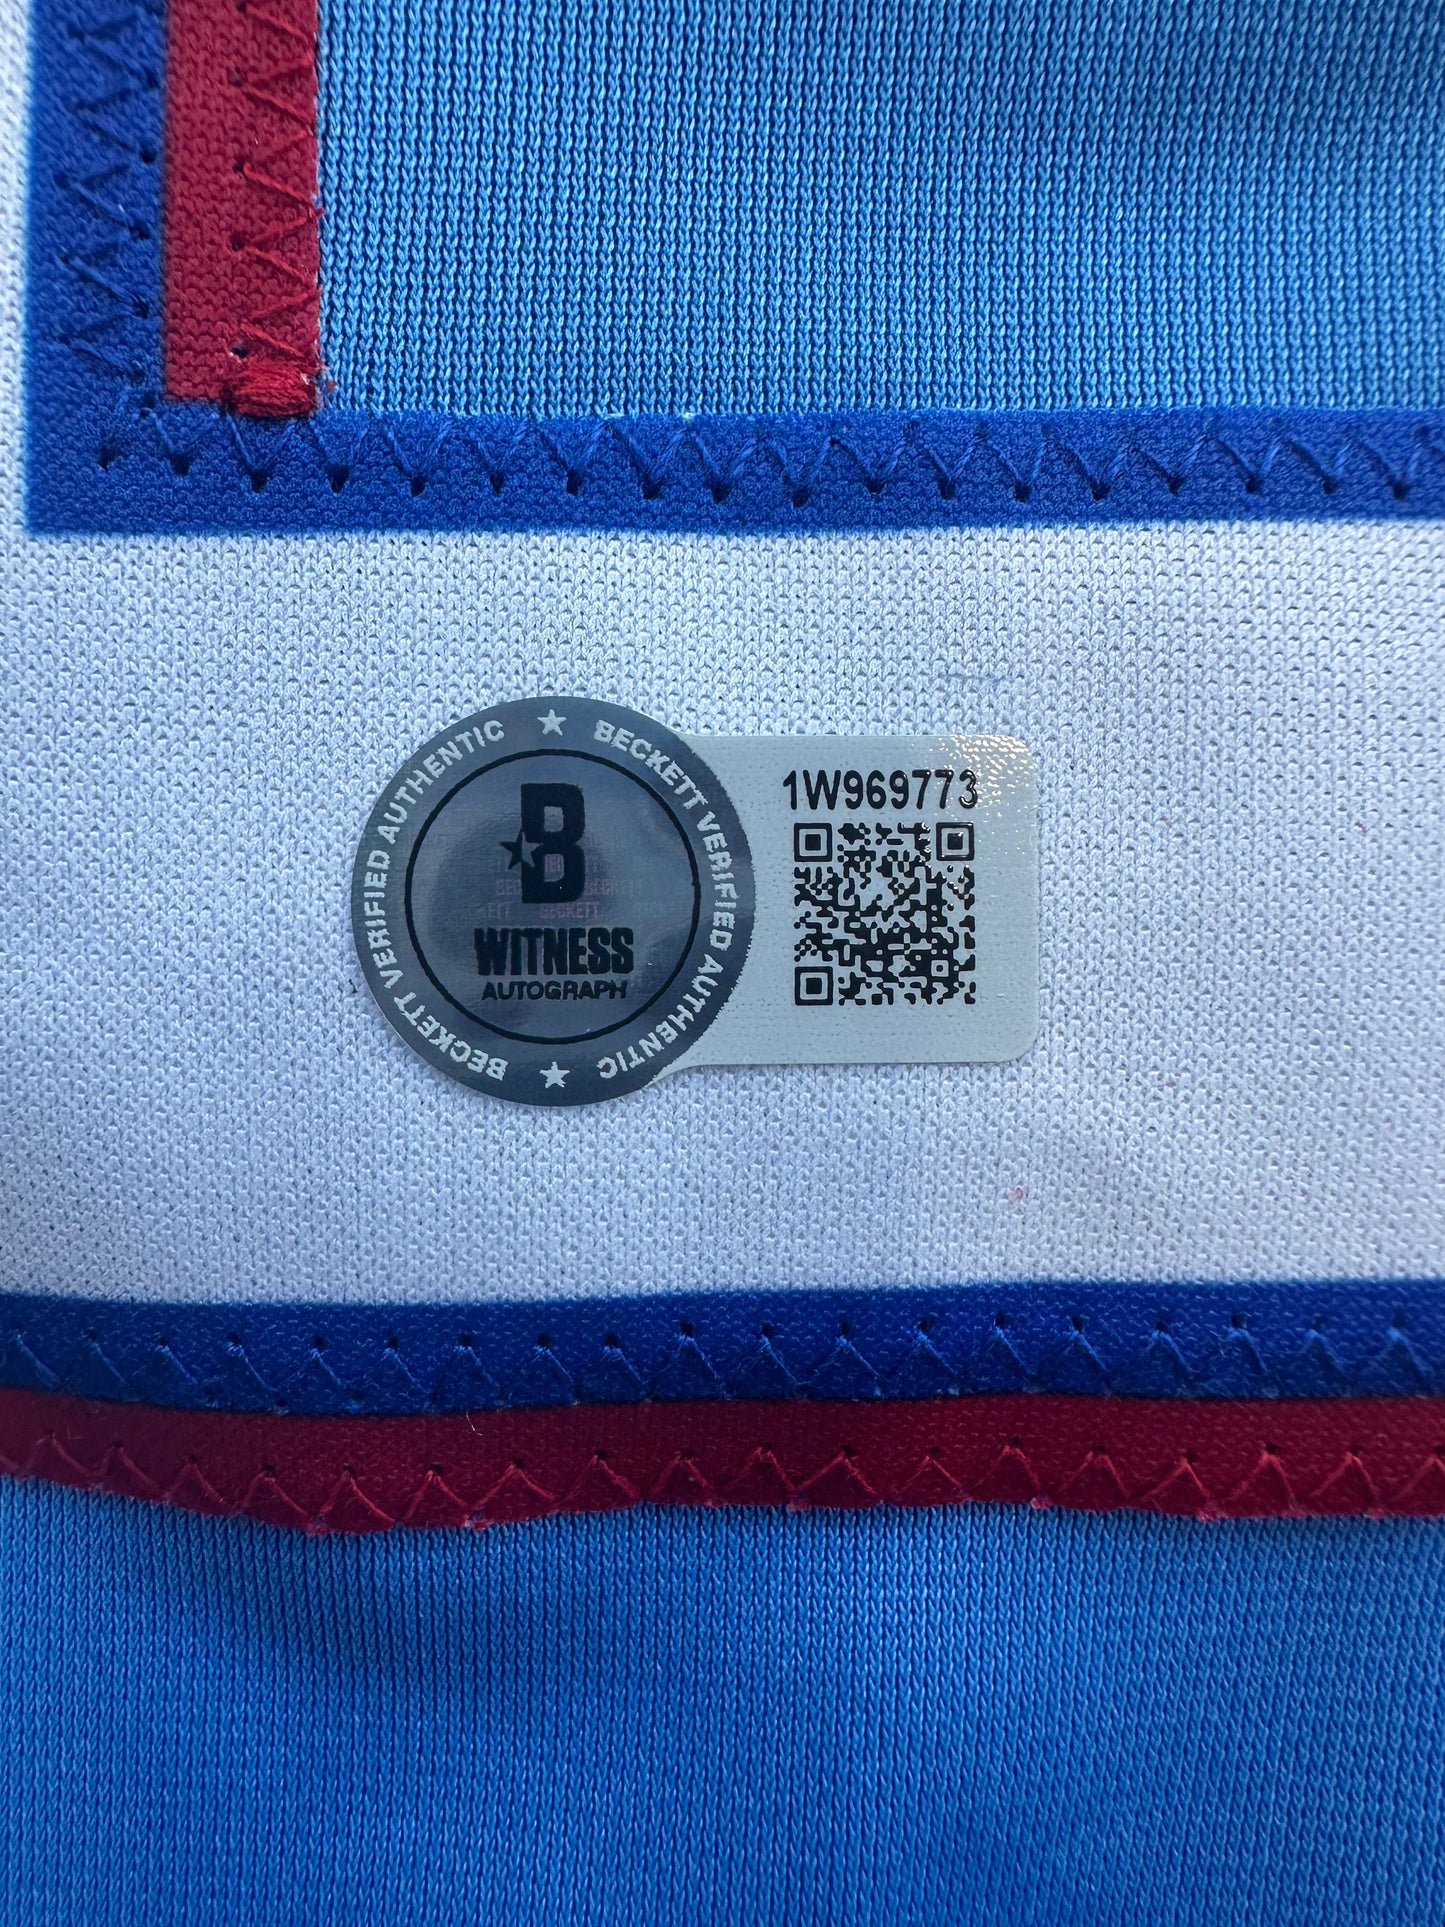 BECKETT VERIFIED AUTHENTIC ★ BECKETT VERIFIED AUTHENTIC ★
B
WITNESS
AUTOGRAPH
1W969773